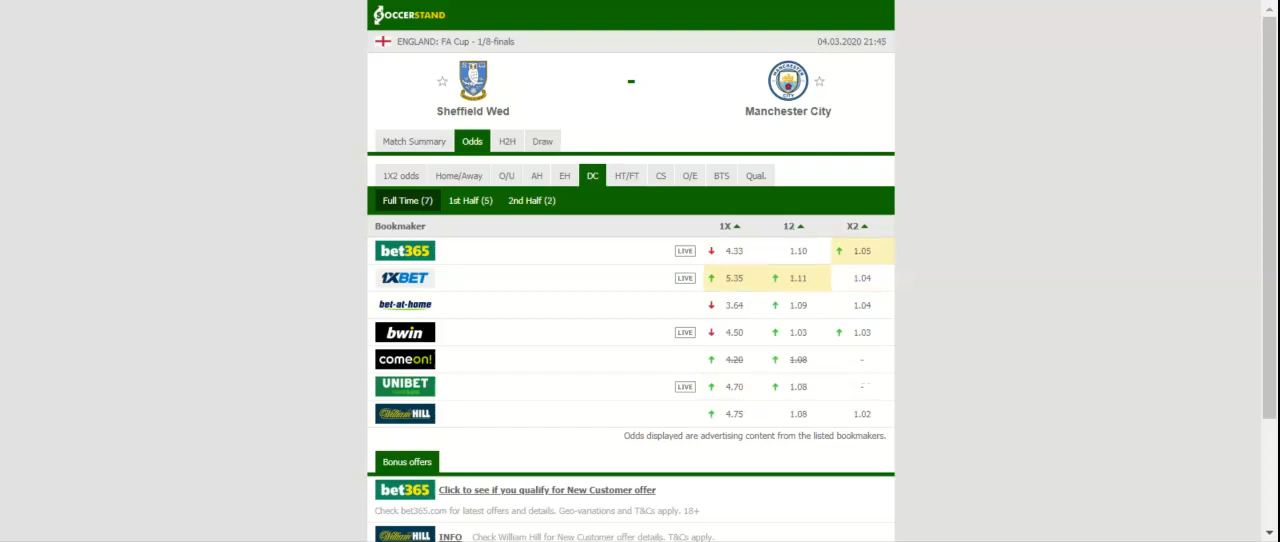 SOCCERSTAND
ENGLAND: FA Cup - 1/8-finals 04.03.2020 21:45
-
Sheffield Wed Manchester City
Match Summary Odds H2H Draw
1X2 odds Home/Away O/U AH EH DC HT/FT CS O/E BTS Qual.
Full Time (7) 1st Half (5) 2nd Half (2)
Bookmaker 1X 12 X2
bet365 LIVE 4.33 1.10 1.05
1XBET LIVE 5.35 1.11 1.04
bet-at-home 3.64 1.09 1.04
bwin LIVE 4.50 1.03 1.03
comeon! 4.20 1.08 -
UNIBET LIVE 4.70 1.08 -
William HILL 4.75 1.08 1.02
Odds displayed are advertising content from the listed bookmakers.
Bonus offers
bet365 Click to see if you qualify for New Customer offer
Check bet365.com for latest offers and details. Geo-variations and T&Cs apply. 18+
William HILL INFO Check William Hill for New Customer offer details. T&Cs apply.